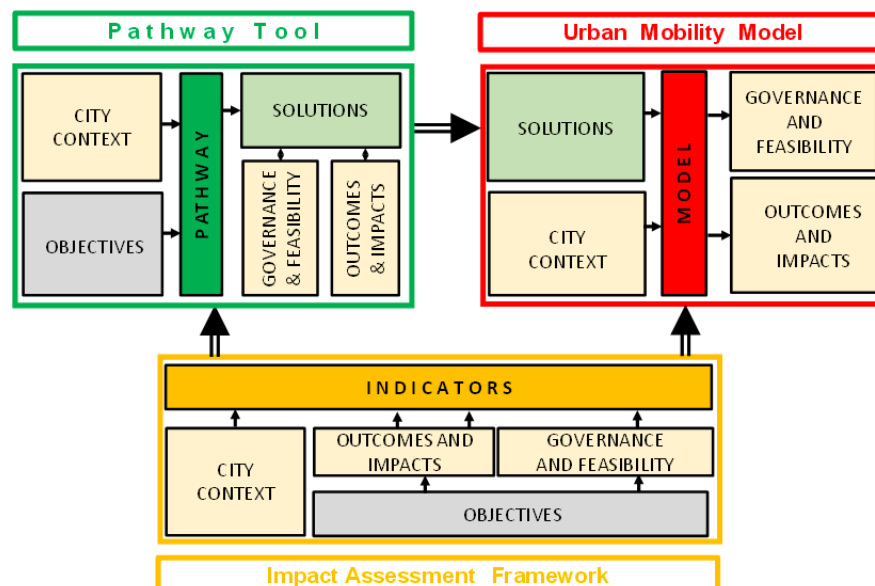 Pathway Tool
Urban Mobility Model
CITY
CONTEXT
OBJECTIVES
PATHWAY
SOLUTIONS
GOVERNANCE
& FEASIBILITY
OUTCOMES
& IMPACTS
SOLUTIONS
CITY
CONTEXT
MODEL
GOVERNANCE
AND
FEASIBILITY
OUTCOMES
AND
IMPACTS
INDICATORS
CITY
CONTEXT
OUTCOMES AND
IMPACTS
GOVERNANCE
AND FEASIBILITY
OBJECTIVES
Impact Assessment Framework